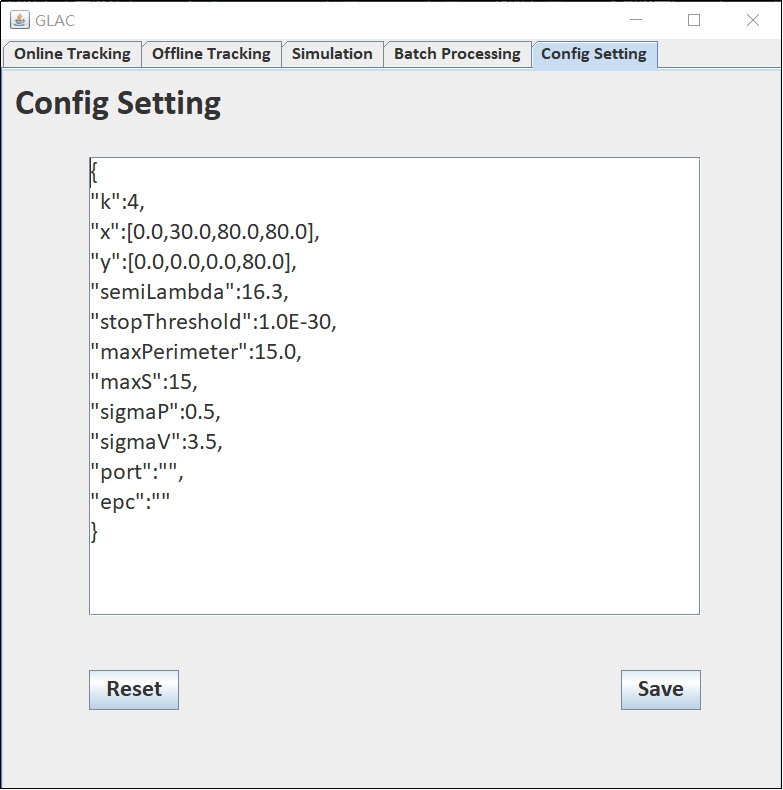 GLAC
Online Tracking Offline Tracking Simulation Batch Processing Config Setting
Config Setting
{
"k":4,
"x":[0.0,30.0,80.0,80.0],
"y":[0.0,0.0,0.0,80.0],
"semiLambda":16.3,
"stopThreshold":1.0E-30,
"maxPerimeter":15.0,
"maxS":15,
"sigmaP":0.5,
"sigmaV":3.5,
"port":"",
"epc":""
}
Reset Save